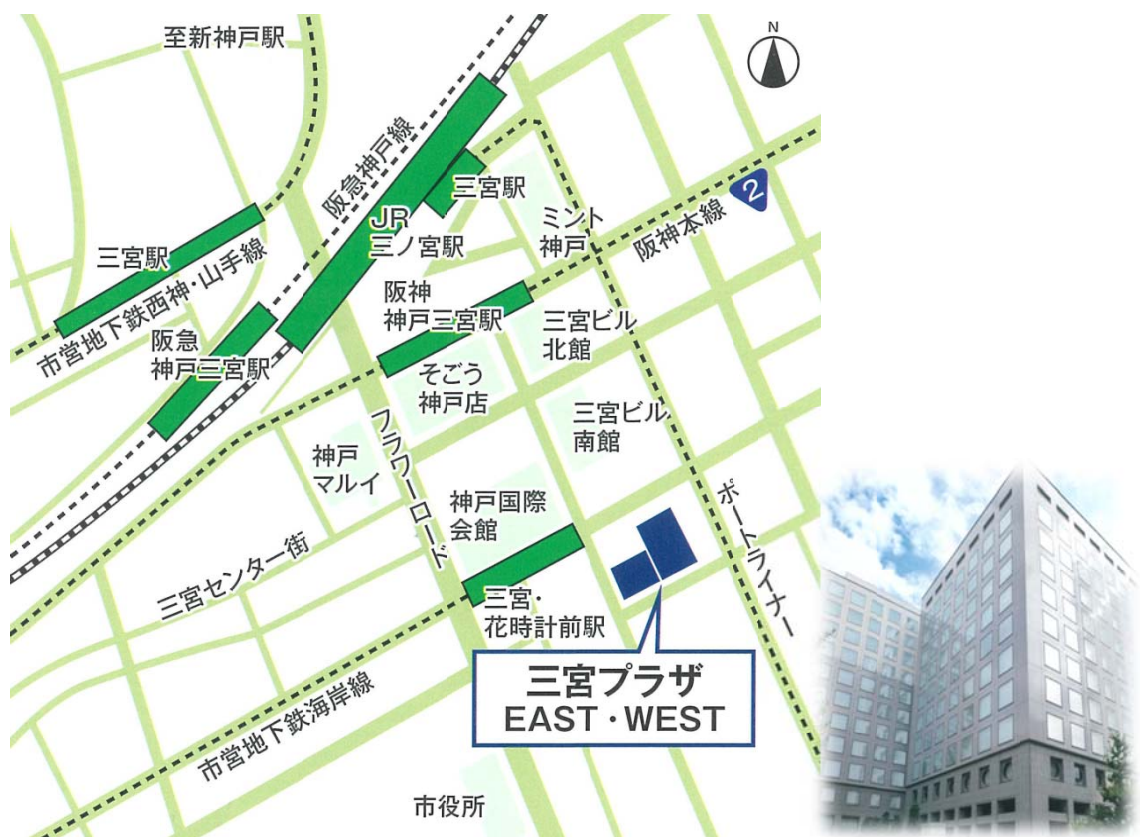 N
至新神戸駅
阪急神戸線
三宮駅
JR
三ノ宮駅
ミント
神戸
2
阪神本線
三宮駅
市営地下鉄西神・山手線
阪急
神戸三宮駅
阪神
神戸三宮駅
三宮ビル
北館
そごう
神戸店
三宮ビル
南館
神戸
マルイ
フラワーロード
神戸国際
会館
ポートライナー
三宮センター街
三宮・
花時計前駅
三宮プラザ
EAST・WEST
市営地下鉄海岸線
市役所